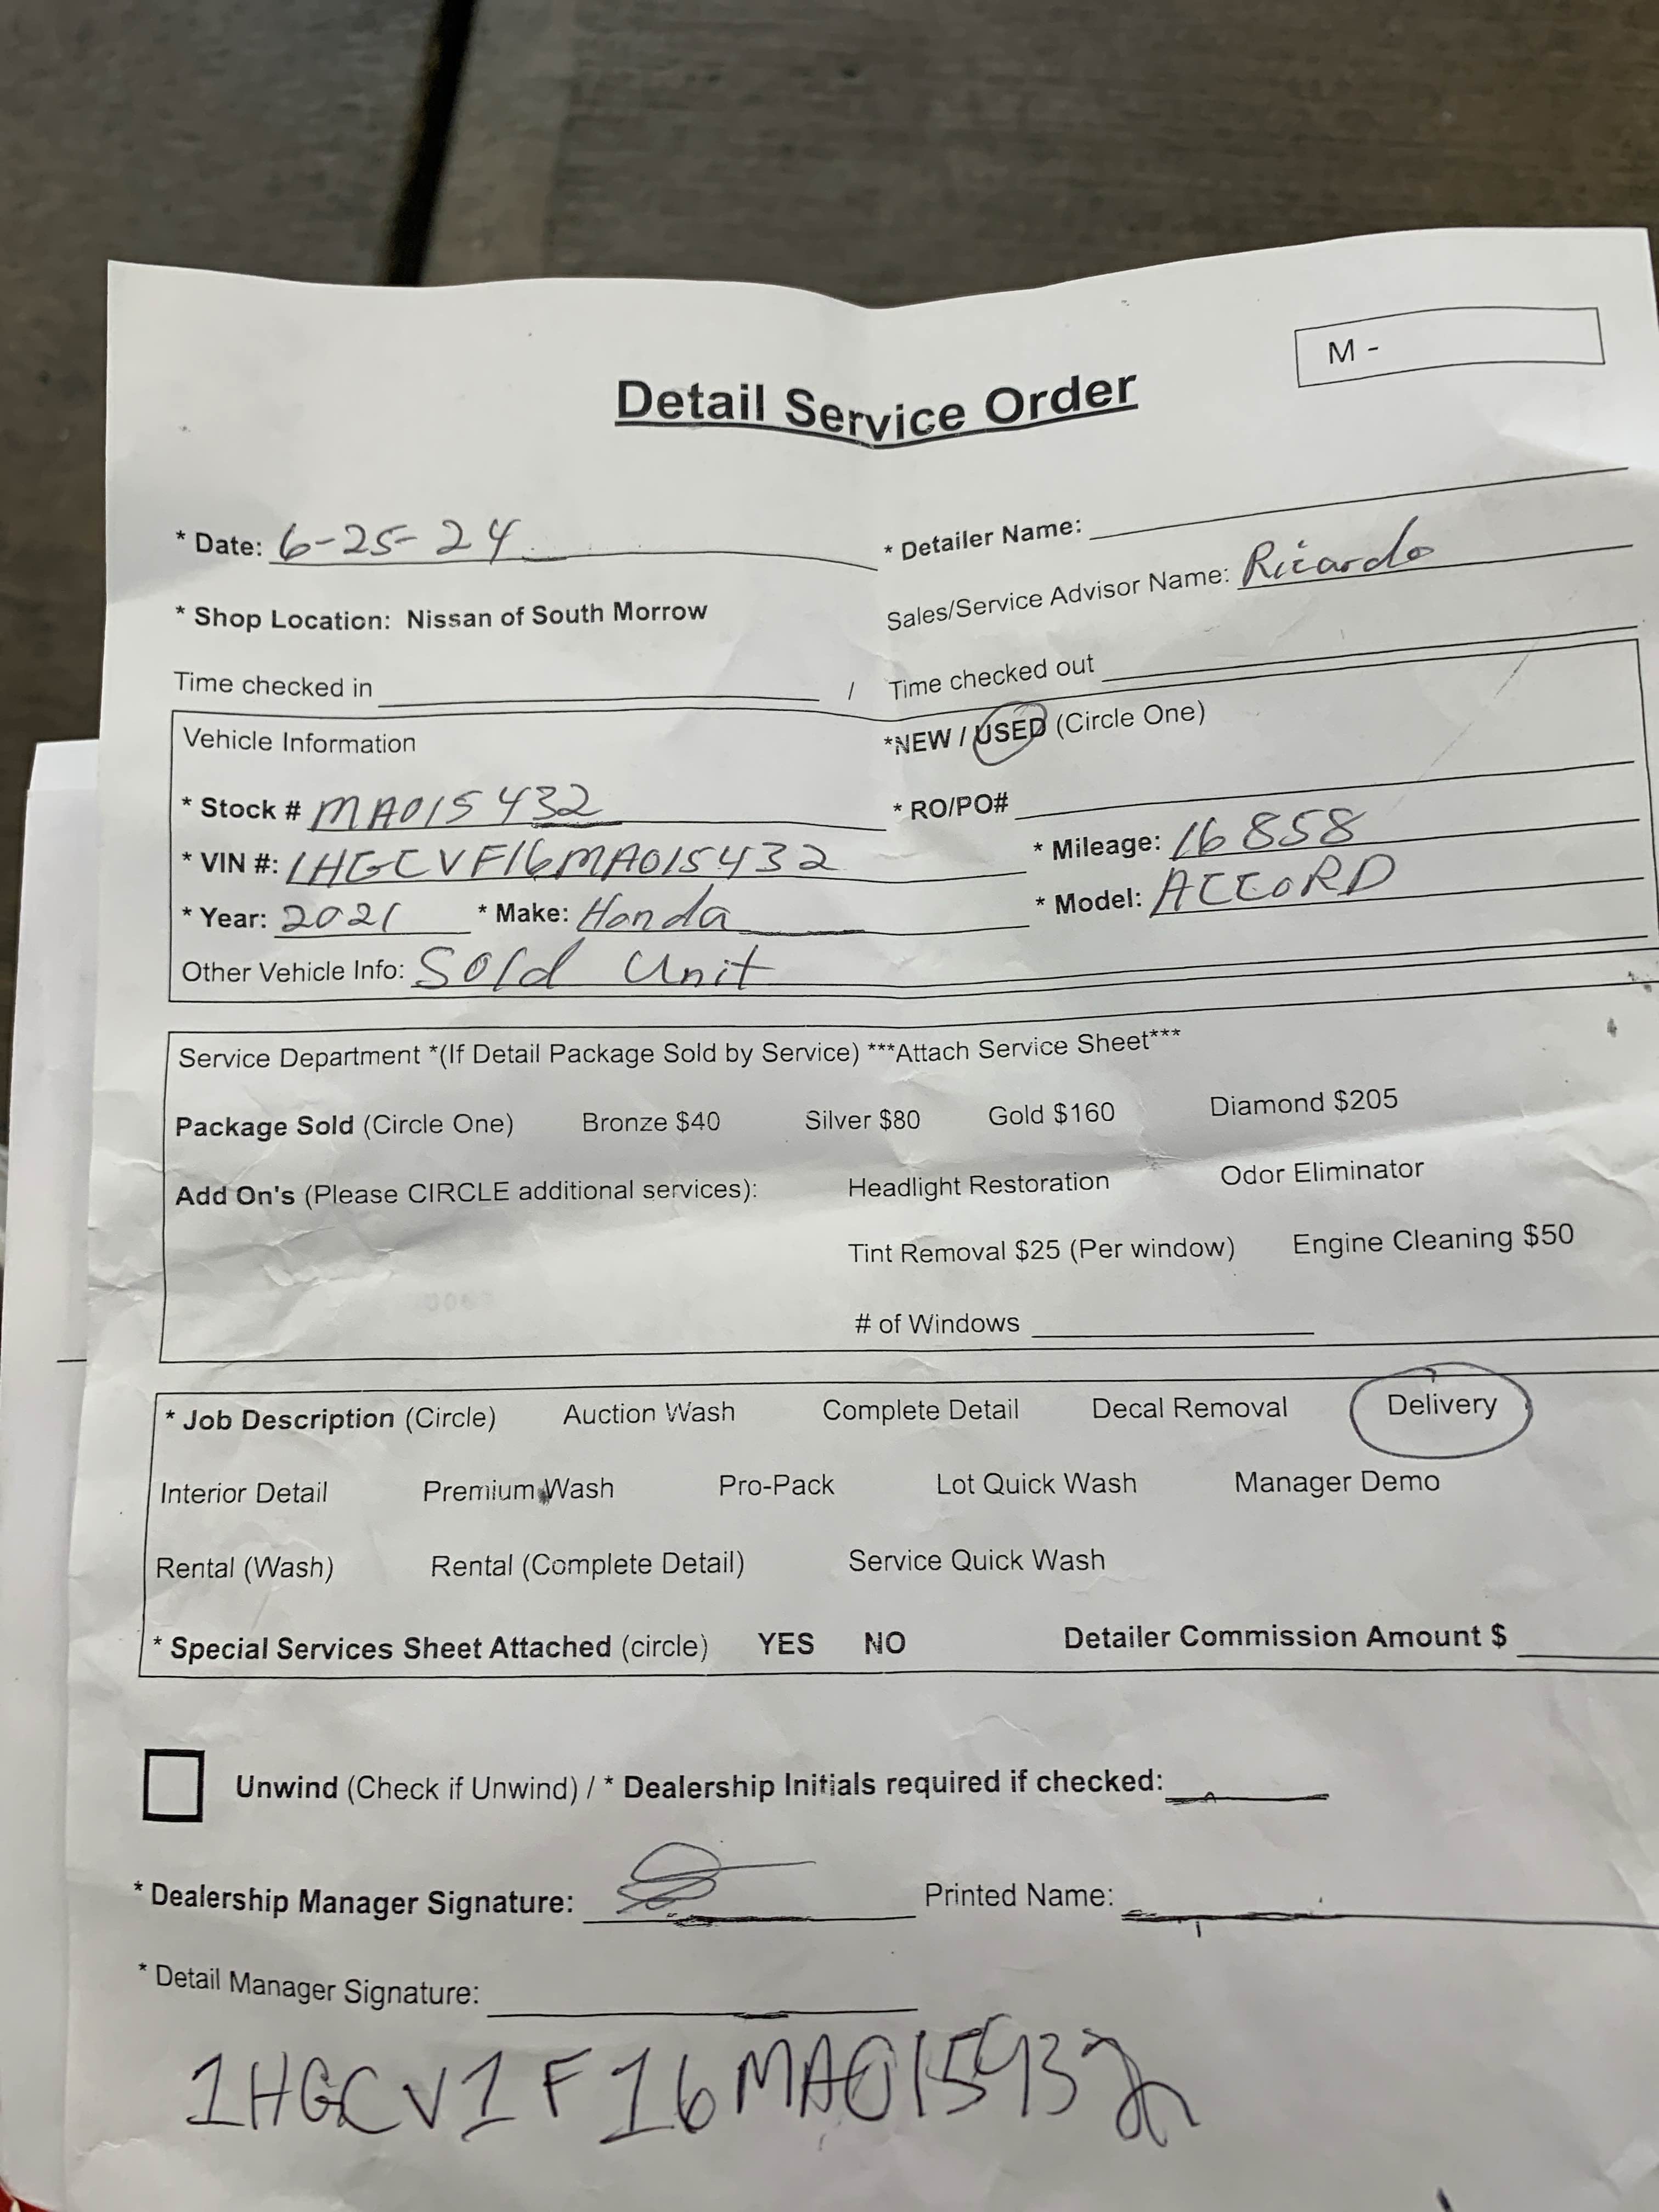 M -
Detail Service Order
* Date: 6-25-24
* Detailer Name:
* Shop Location: Nissan of South Morrow
Sales/Service Advisor Name: Ricardo
Time checked in / Time checked out
Vehicle Information *NEW / USED (Circle One)
* Stock # MA015432 * RO/PO#
* VIN #: 1HGCVF16MA015432 * Mileage: 16858
* Year: 2021 * Make: Honda * Model: ACCORD
Other Vehicle Info: Sold Unit
Service Department *(If Detail Package Sold by Service) ***Attach Service Sheet***
Package Sold (Circle One) Bronze $40 Silver $80 Gold $160 Diamond $205
Add On's (Please CIRCLE additional services): Headlight Restoration Odor Eliminator
Tint Removal $25 (Per window) Engine Cleaning $50
# of Windows
* Job Description (Circle) Auction Wash Complete Detail Decal Removal Delivery
Interior Detail Premium Wash Pro-Pack Lot Quick Wash Manager Demo
Rental (Wash) Rental (Complete Detail) Service Quick Wash
* Special Services Sheet Attached (circle) YES NO Detailer Commission Amount $
Unwind (Check if Unwind) / * Dealership Initials required if checked:
* Dealership Manager Signature: Printed Name:
* Detail Manager Signature:
1HGCV1F16MA015432